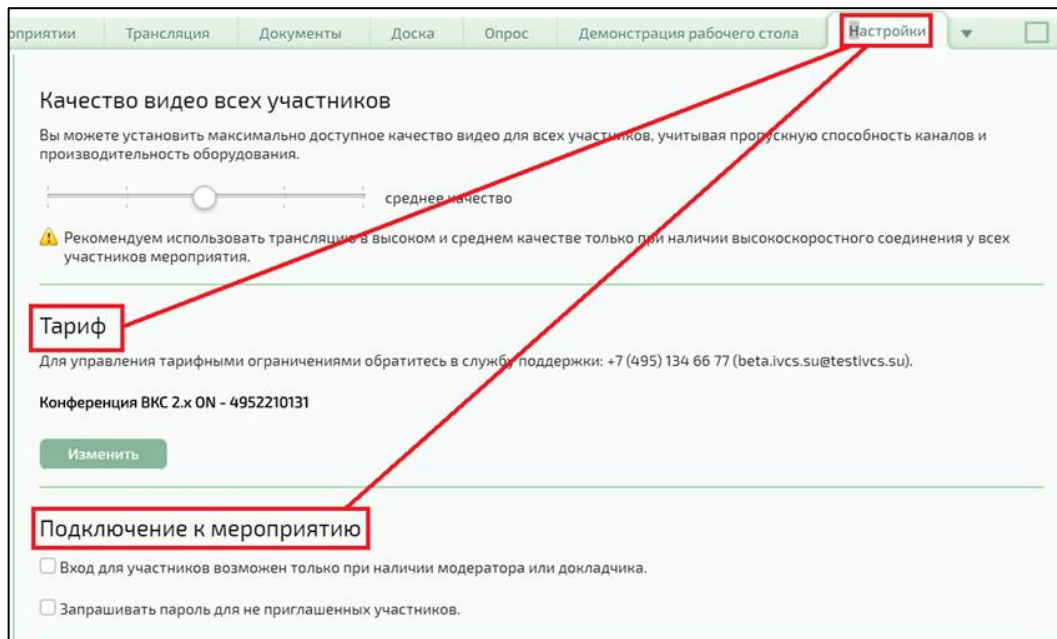 оприятии Трансляция Документы Доска Опрос Демонстрация рабочего стола Настройки
Качество видео всех участников
Вы можете установить максимально доступное качество видео для всех участников, учитывая пропускную способность каналов и
производительность оборудования.
среднее качество
Рекомендуем использовать трансляцию в высоком и среднем качестве только при наличии высокоскоростного соединения у всех
участников мероприятия.
Тариф
Для управления тарифными ограничениями обратитесь в службу поддержки: +7 (495) 134 66 77 (beta.ivcs.su@testivcs.su).
Конференция ВКС 2.x ON - 4952210131
Изменить
Подключение к мероприятию
Вход для участников возможен только при наличии модератора или докладчика.
Запрашивать пароль для не приглашенных участников.